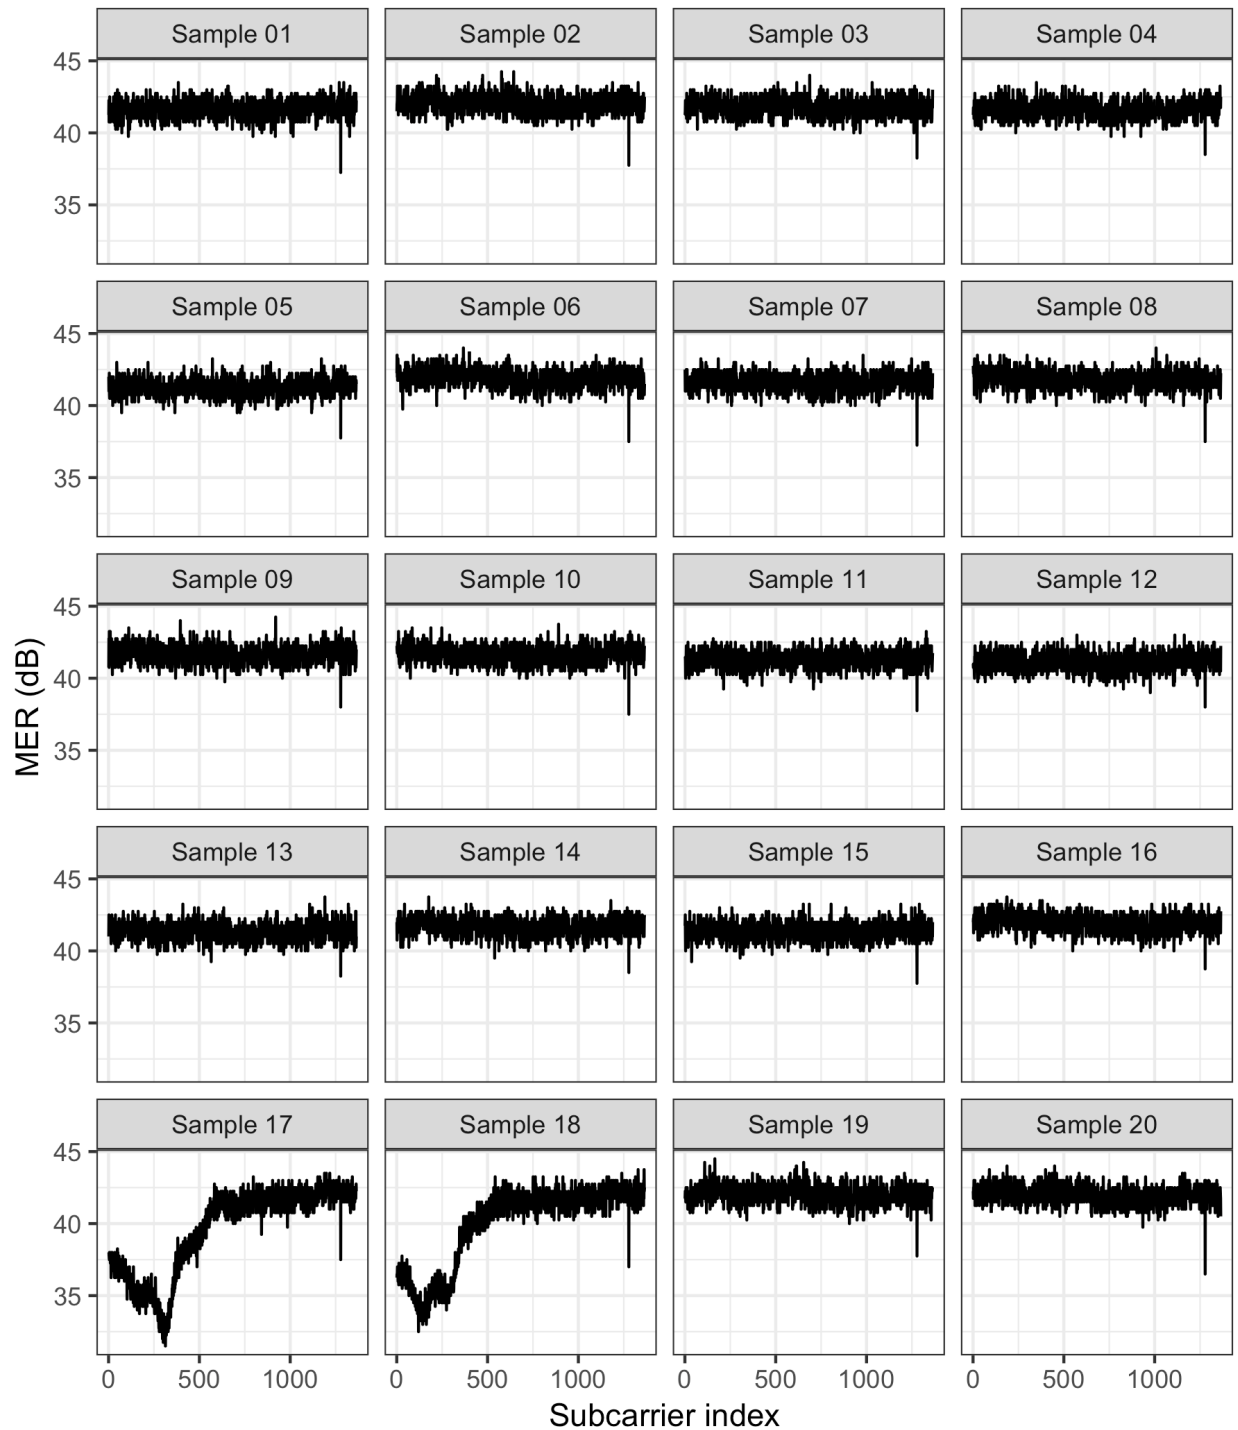 Sample 01 Sample 02 Sample 03 Sample 04
45
40
35
Sample 05 Sample 06 Sample 07 Sample 08
45
40
35
Sample 09 Sample 10 Sample 11 Sample 12
45
40
35
MER (dB)
Sample 13 Sample 14 Sample 15 Sample 16
45
40
35
Sample 17 Sample 18 Sample 19 Sample 20
45
40
35
0 500 1000 0 500 1000 0 500 1000 0 500 1000
Subcarrier index